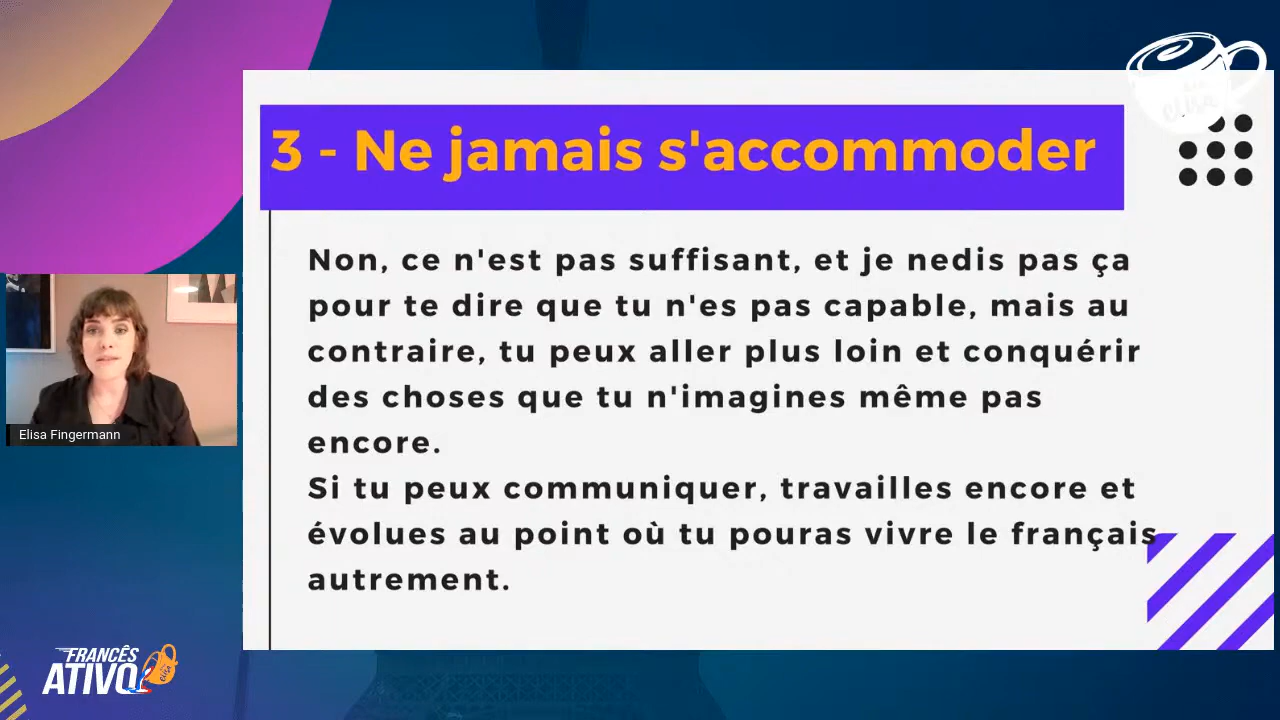 3 - Ne jamais s'accommoder
Non, ce n'est pas suffisant, et je nedis pas ça
pour te dire que tu n'es pas capable, mais au
contraire, tu peux aller plus loin et conquérir
des choses que tu n'imagines même pas
encore.
Si tu peux communiquer, travailles encore et
évolues au point où tu pouras vivre le français
autrement.
Elisa Fingermann
FRANCÊS
ATIVO